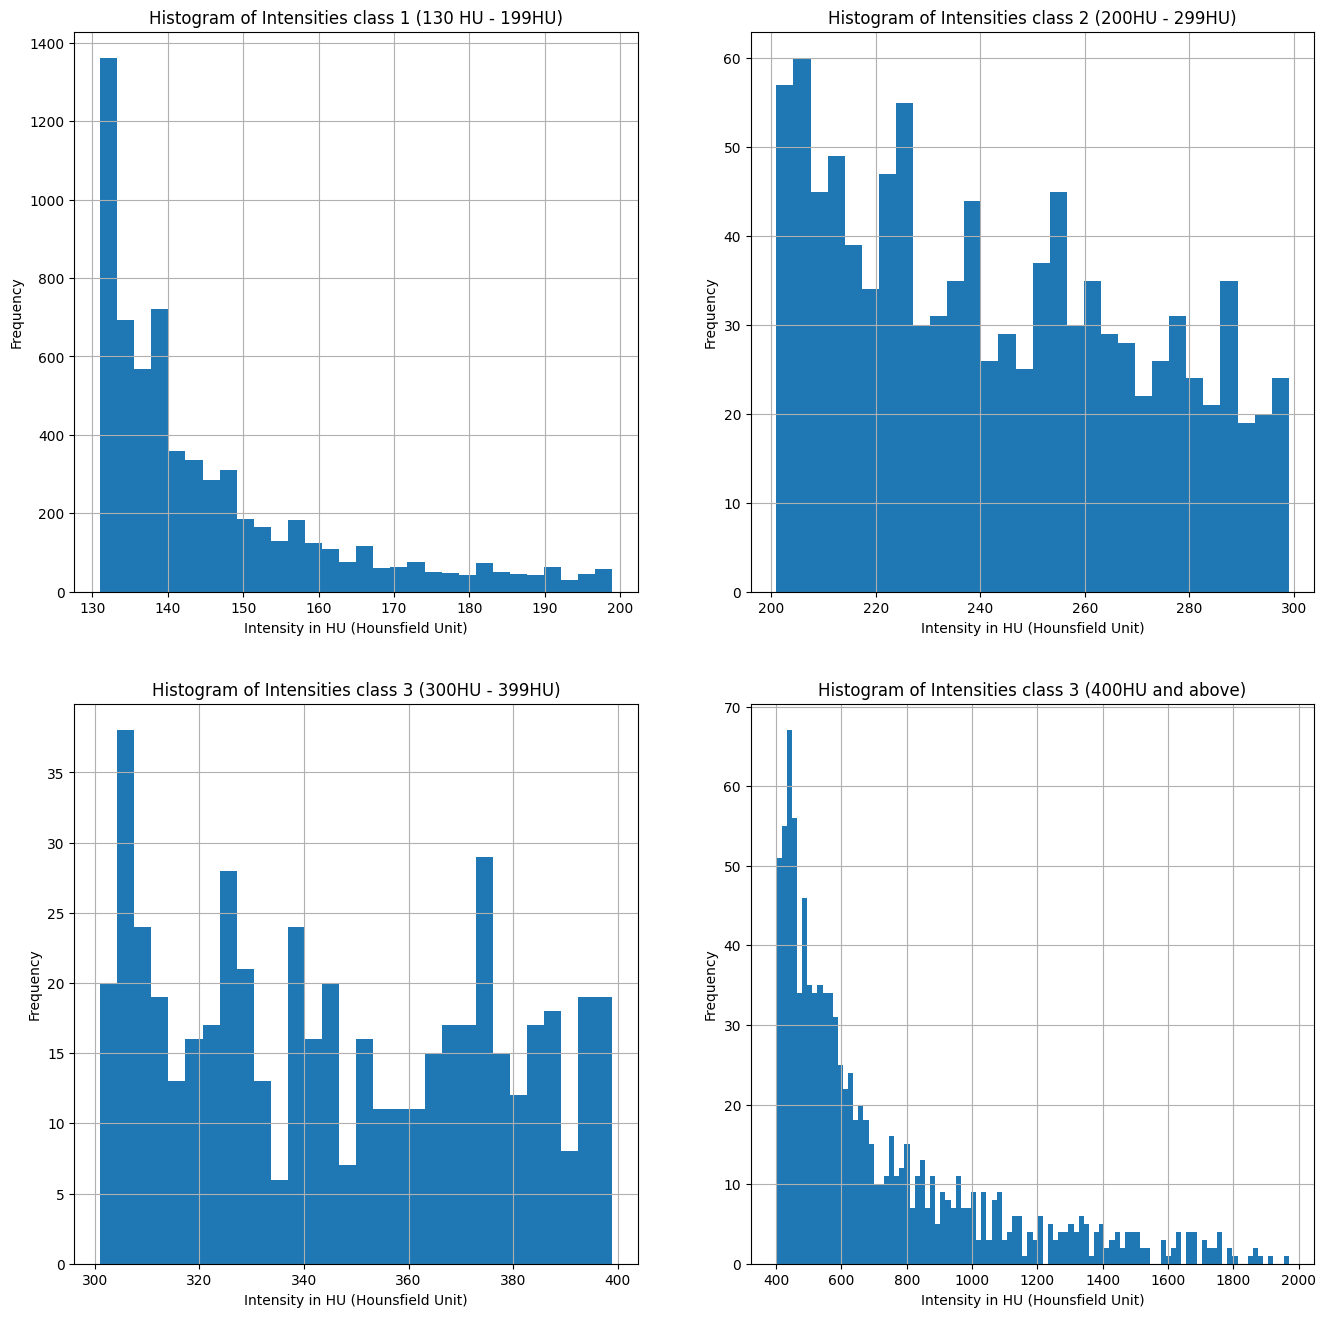 Histogram of Intensities class 1 (130 HU - 199HU)
1400
1200
1000
800
600
400
200
0
Frequency
130 140 150 160 170 180 190 200
Intensity in HU (Hounsfield Unit)
Histogram of Intensities class 2 (200HU - 299HU)
60
50
40
30
20
10
0
Frequency
200 220 240 260 280 300
Intensity in HU (Hounsfield Unit)
Histogram of Intensities class 3 (300HU - 399HU)
35
30
25
20
15
10
5
0
Frequency
300 320 340 360 380 400
Intensity in HU (Hounsfield Unit)
Histogram of Intensities class 3 (400HU and above)
70
60
50
40
30
20
10
0
Frequency
400 600 800 1000 1200 1400 1600 1800 2000
Intensity in HU (Hounsfield Unit)